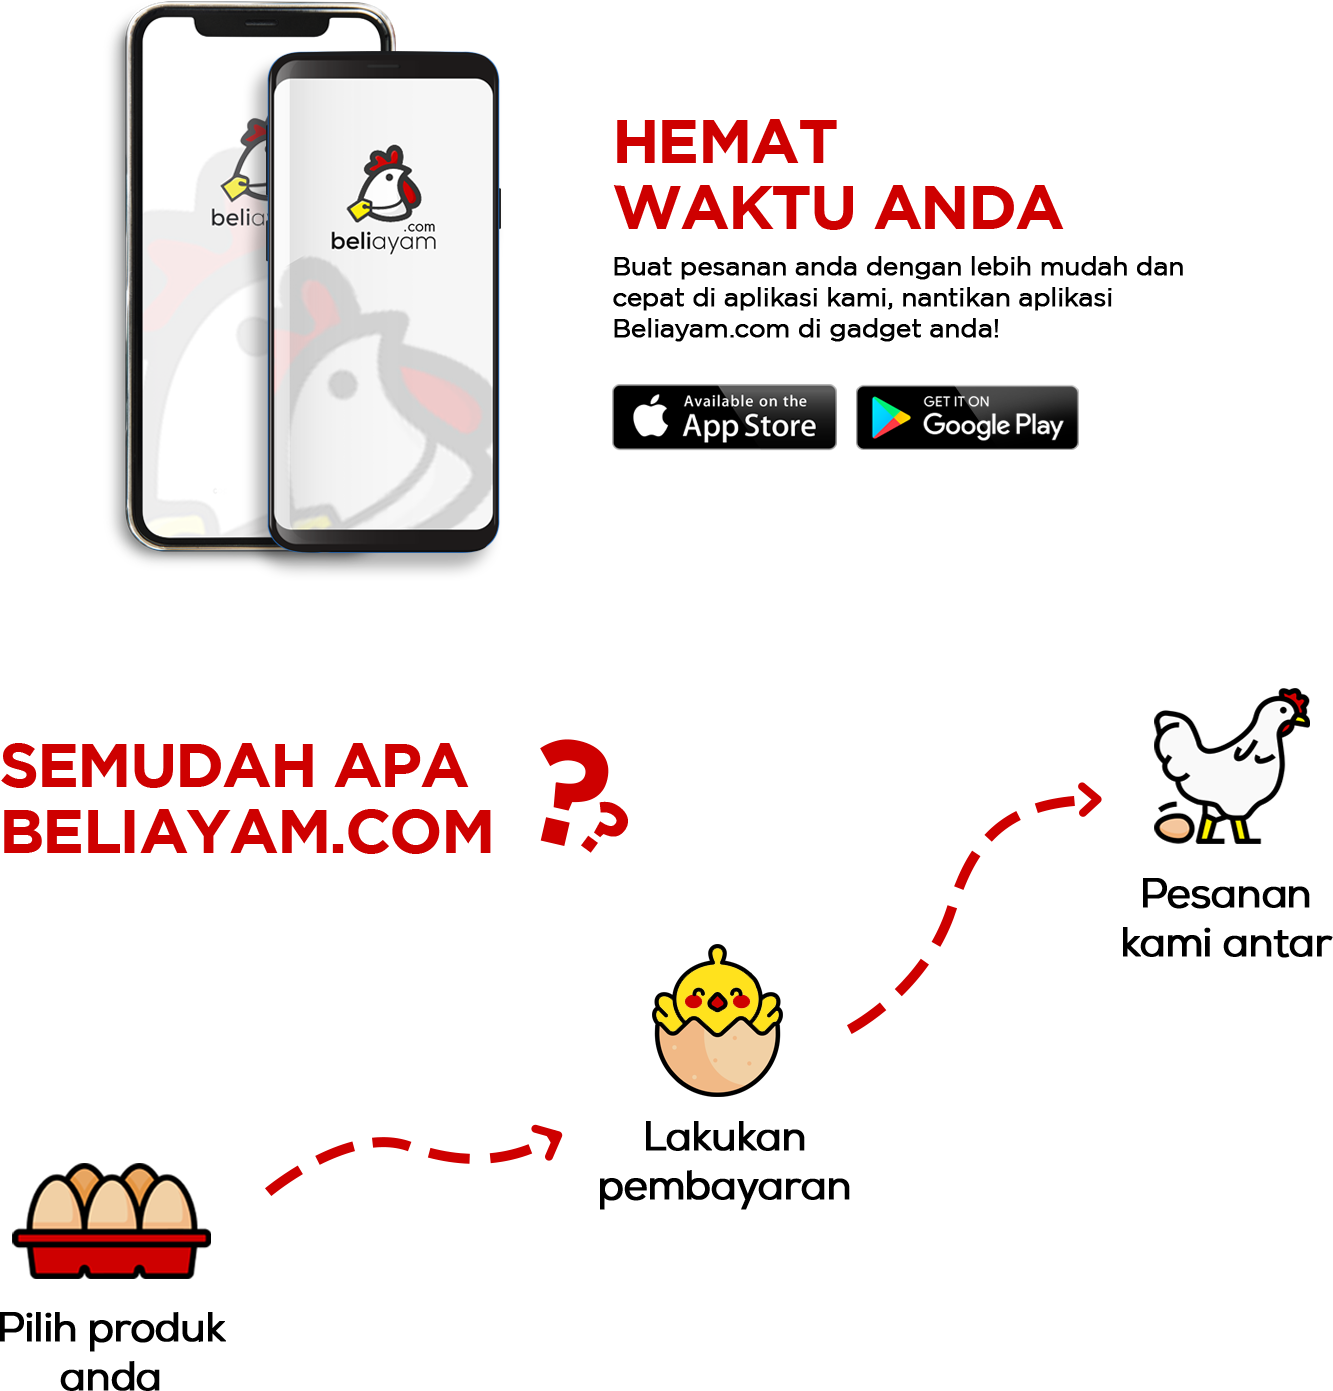 belia
.com
beliayam
HEMAT
WAKTU ANDA
Buat pesanan anda dengan lebih mudah dan
cepat di aplikasi kami, nantikan aplikasi
Beliayam.com di gadget anda!
Available on the
App Store
GET IT ON
Google Play
SEMUDAH APA
BELIAYAM.COM ??
Pesanan
kami antar
Lakukan
pembayaran
Pilih produk
anda